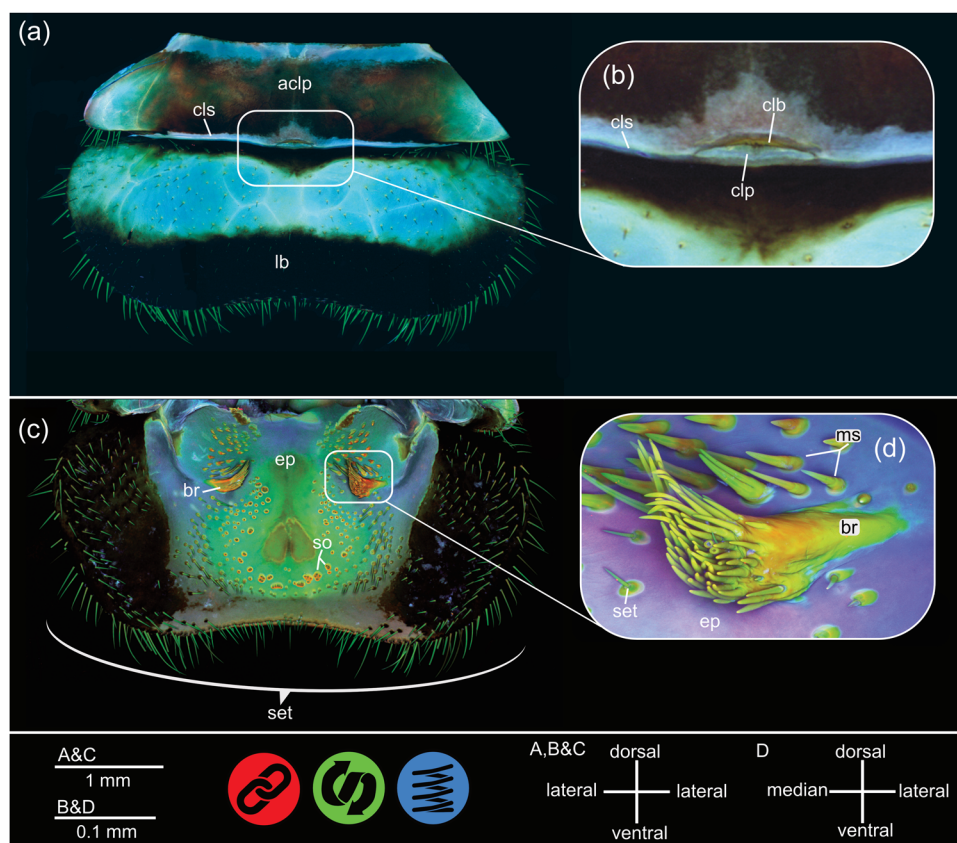 (a)
aclp
cls
lb
(b)
clb
cls
clp
(c)
ep
br
so
set
(d)
ms
br
set
ep
A&C
1 mm
B&D
0.1 mm
A,B&C
dorsal
lateral
lateral
ventral
D
dorsal
median
lateral
ventral